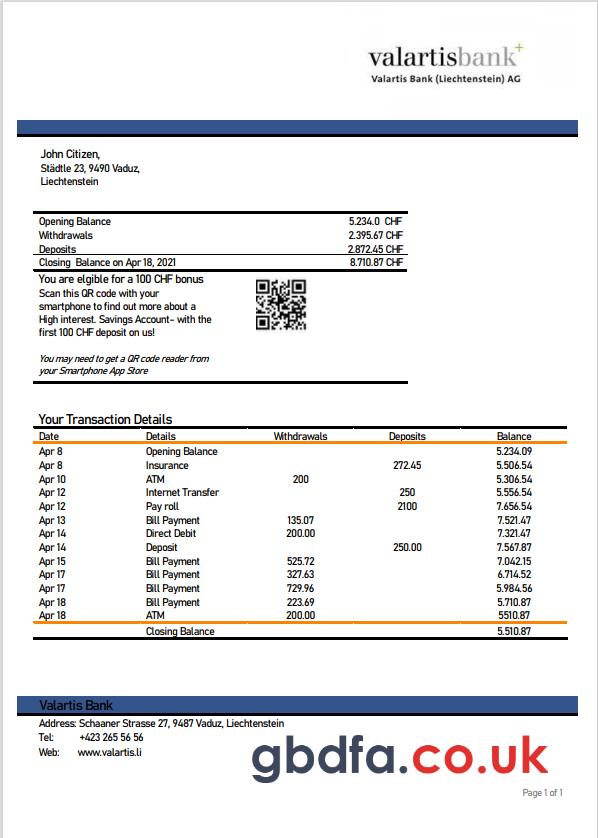 valartisbank+
Valartis Bank (Liechtenstein) AG
John Citizen,
Städtle 23, 9490 Vaduz,
Liechtenstein
Opening Balance 5.234.0 CHF
Withdrawals 2.395.67 CHF
Deposits 2.872.45 CHF
Closing Balance on Apr 18, 2021 8.710.87 CHF
You are elgible for a 100 CHF bonus
Scan this QR code with your
smartphone to find out more about a
High interest. Savings Account- with the
first 100 CHF deposit on us!
You may need to get a QR code reader from
your Smartphone App Store
Your Transaction Details
Date Details Withdrawals Deposits Balance
Apr 8 Opening Balance 5.234.09
Apr 8 Insurance 272.45 5.506.54
Apr 10 ATM 200 5.306.54
Apr 12 Internet Transfer 250 5.556.54
Apr 12 Pay roll 2100 7.656.54
Apr 13 Bill Payment 135.07 7.521.47
Apr 14 Direct Debit 200.00 7.321.47
Apr 14 Deposit 250.00 7.567.87
Apr 15 Bill Payment 525.72 7.042.15
Apr 17 Bill Payment 327.63 6.714.52
Apr 17 Bill Payment 729.96 5.984.56
Apr 18 Bill Payment 223.69 5.710.87
Apr 18 ATM 200.00 5510.87
Closing Balance 5.510.87
Valartis Bank
Address: Schaaner Strasse 27, 9487 Vaduz, Liechtenstein
Tel: +423 265 56 56
Web: www.valartis.li
gbdfa.co.uk
Page 1 of 1